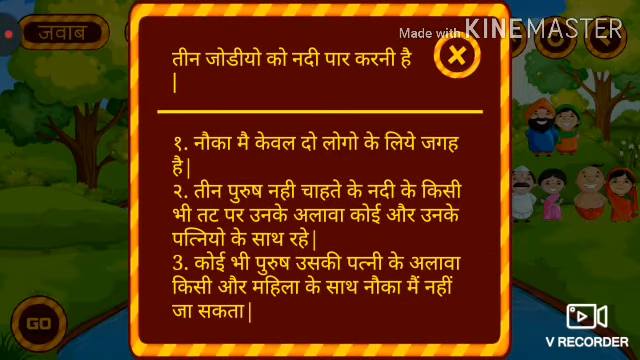 जवाब
Made with KINEMASTER
तीन जोडीयो को नदी पार करनी है
|
१. नौका मै केवल दो लोगो के लिये जगह
है|
२. तीन पुरुष नही चाहते के नदी के किसी
भी तट पर उनके अलावा कोई और उनके
पत्नियो के साथ रहे|
3. कोई भी पुरुष उसकी पत्नी के अलावा
किसी और महिला के साथ नौका मैं नहीं
जा सकता|
GO
V RECORDER